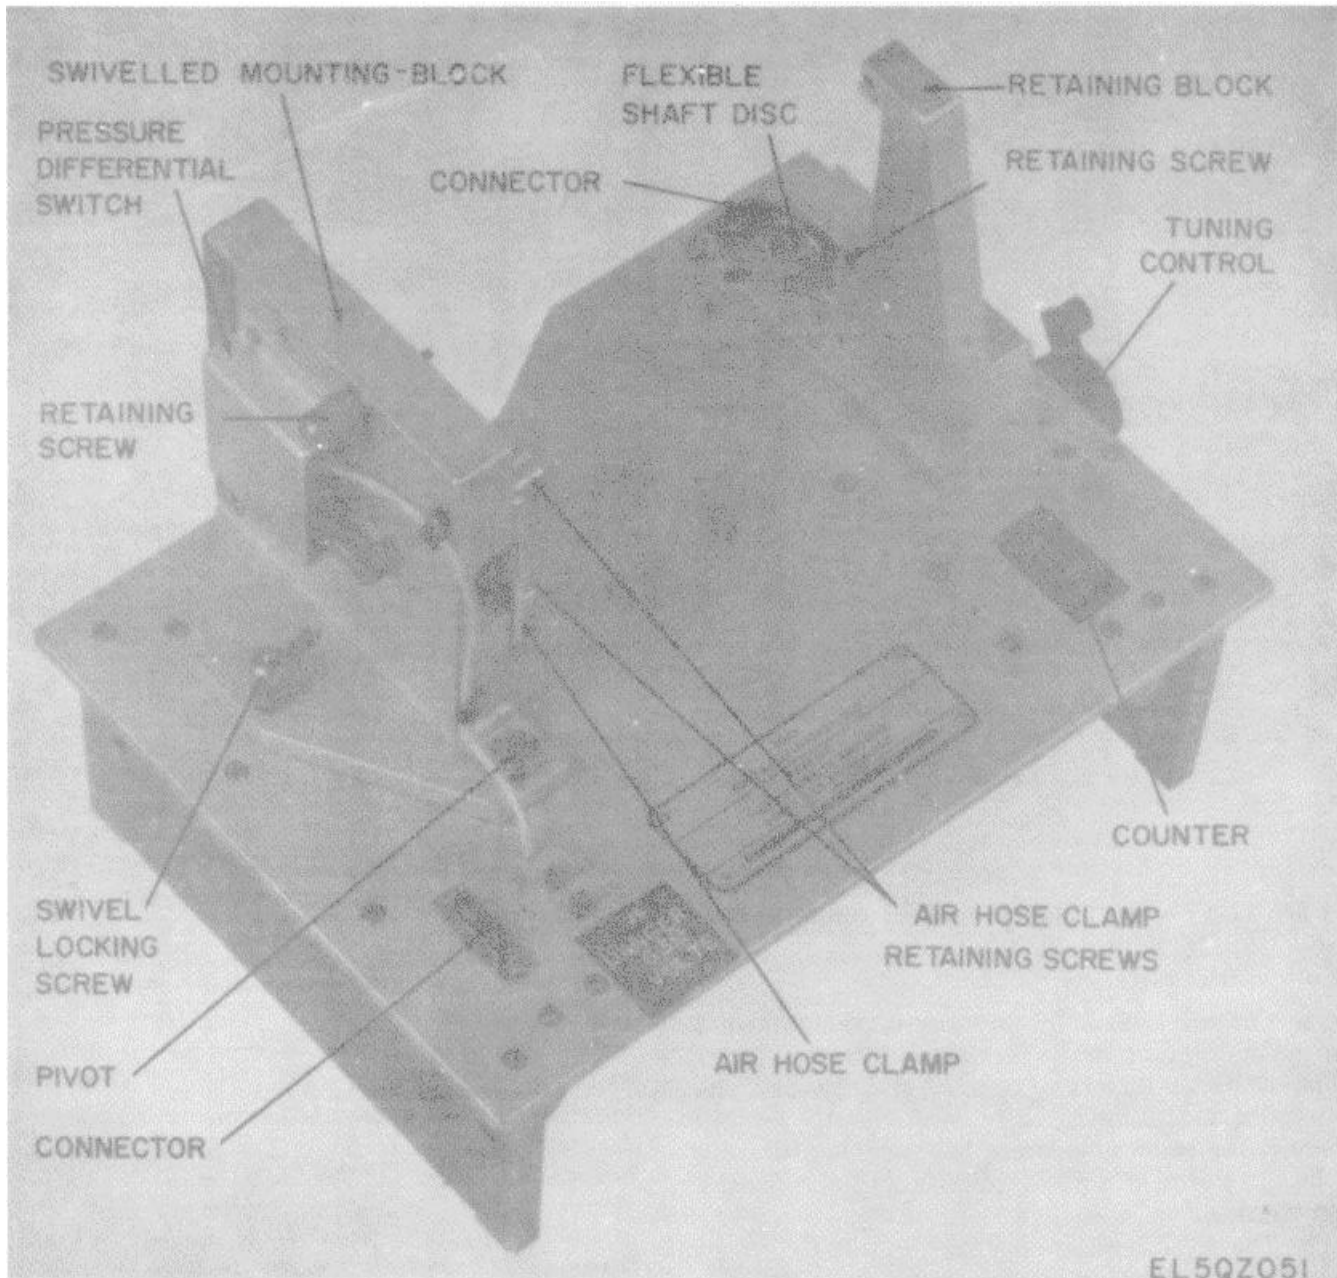 SWIVELLED MOUNTING-BLOCK
FLEXIBLE
SHAFT DISC
RETAINING BLOCK
PRESSURE
DIFFERENTIAL
SWITCH
CONNECTOR
RETAINING SCREW
TUNING
CONTROL
RETAINING
SCREW
COUNTER
SWIVEL
LOCKING
SCREW
AIR HOSE CLAMP
RETAINING SCREWS
PIVOT
AIR HOSE CLAMP
CONNECTOR
EL5QZ051